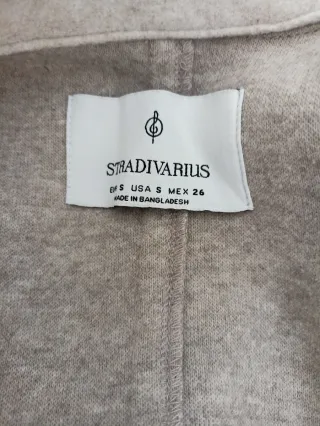 STRADIVARIUS
EUR S USA S MEX 26
MADE IN BANGLADESH